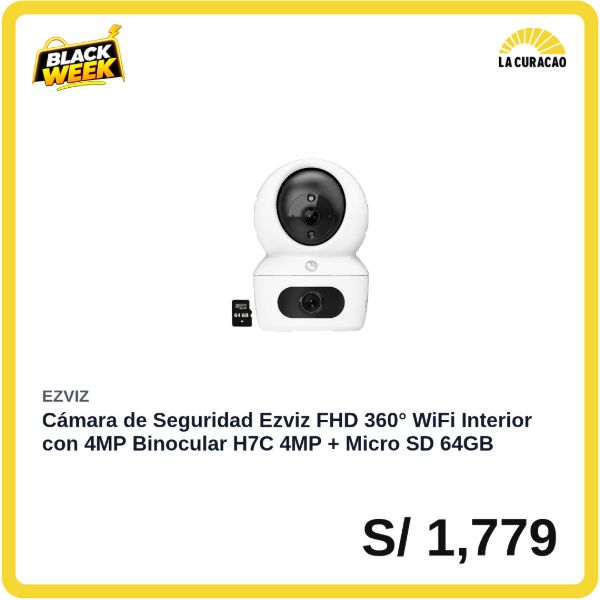 BLACK
WEEK
LA CURACAO
64 GB
EZVIZ
Cámara de Seguridad Ezviz FHD 360° WiFi Interior
con 4MP Binocular H7C 4MP + Micro SD 64GB
S/ 1,779